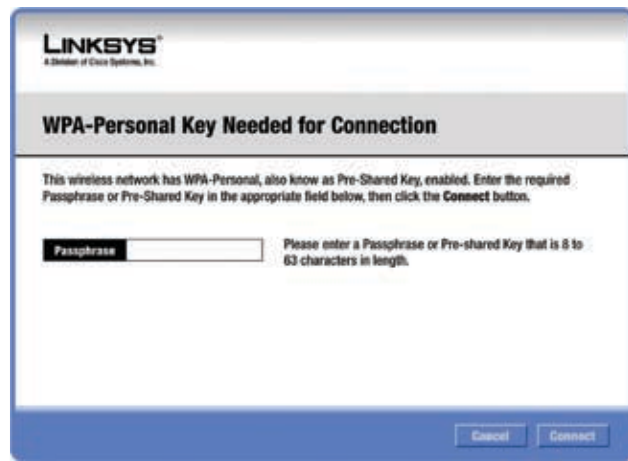 LINKSYS®
A Division of Cisco Systems, Inc.
WPA-Personal Key Needed for Connection
This wireless network has WPA-Personal, also know as Pre-Shared Key, enabled. Enter the required
Passphrase or Pre-Shared Key in the appropriate field below, then click the Connect button.
Passphrase
Please enter a Passphrase or Pre-shared Key that is 8 to
63 characters in length.
Cancel
Connect